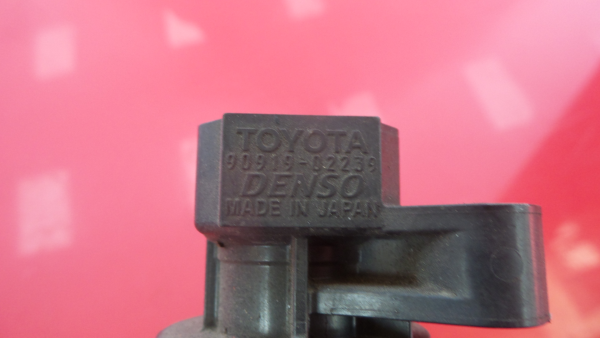 TOYOTA
90919-02239
DENSO
MADE IN JAPAN